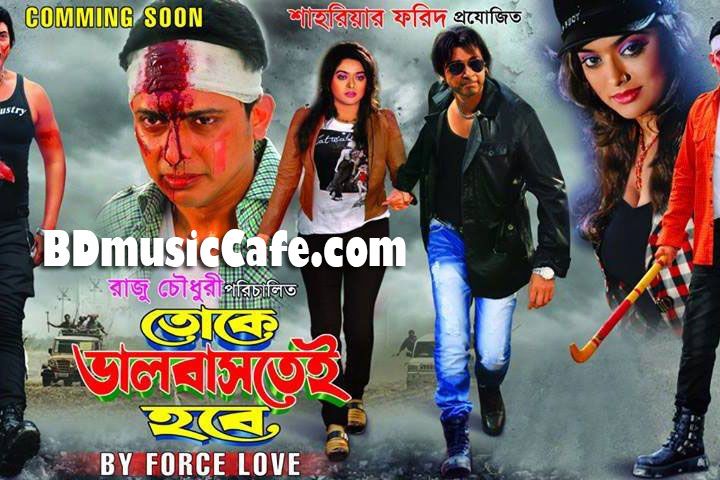 COMMING SOON
শাহরিয়ার ফরিদ প্রযোজিত
BDmusicCafe.com
রাজু চৌধুরী পরিচালিত
তোকে
ভালবাসতেই
হবে
BY FORCE LOVE